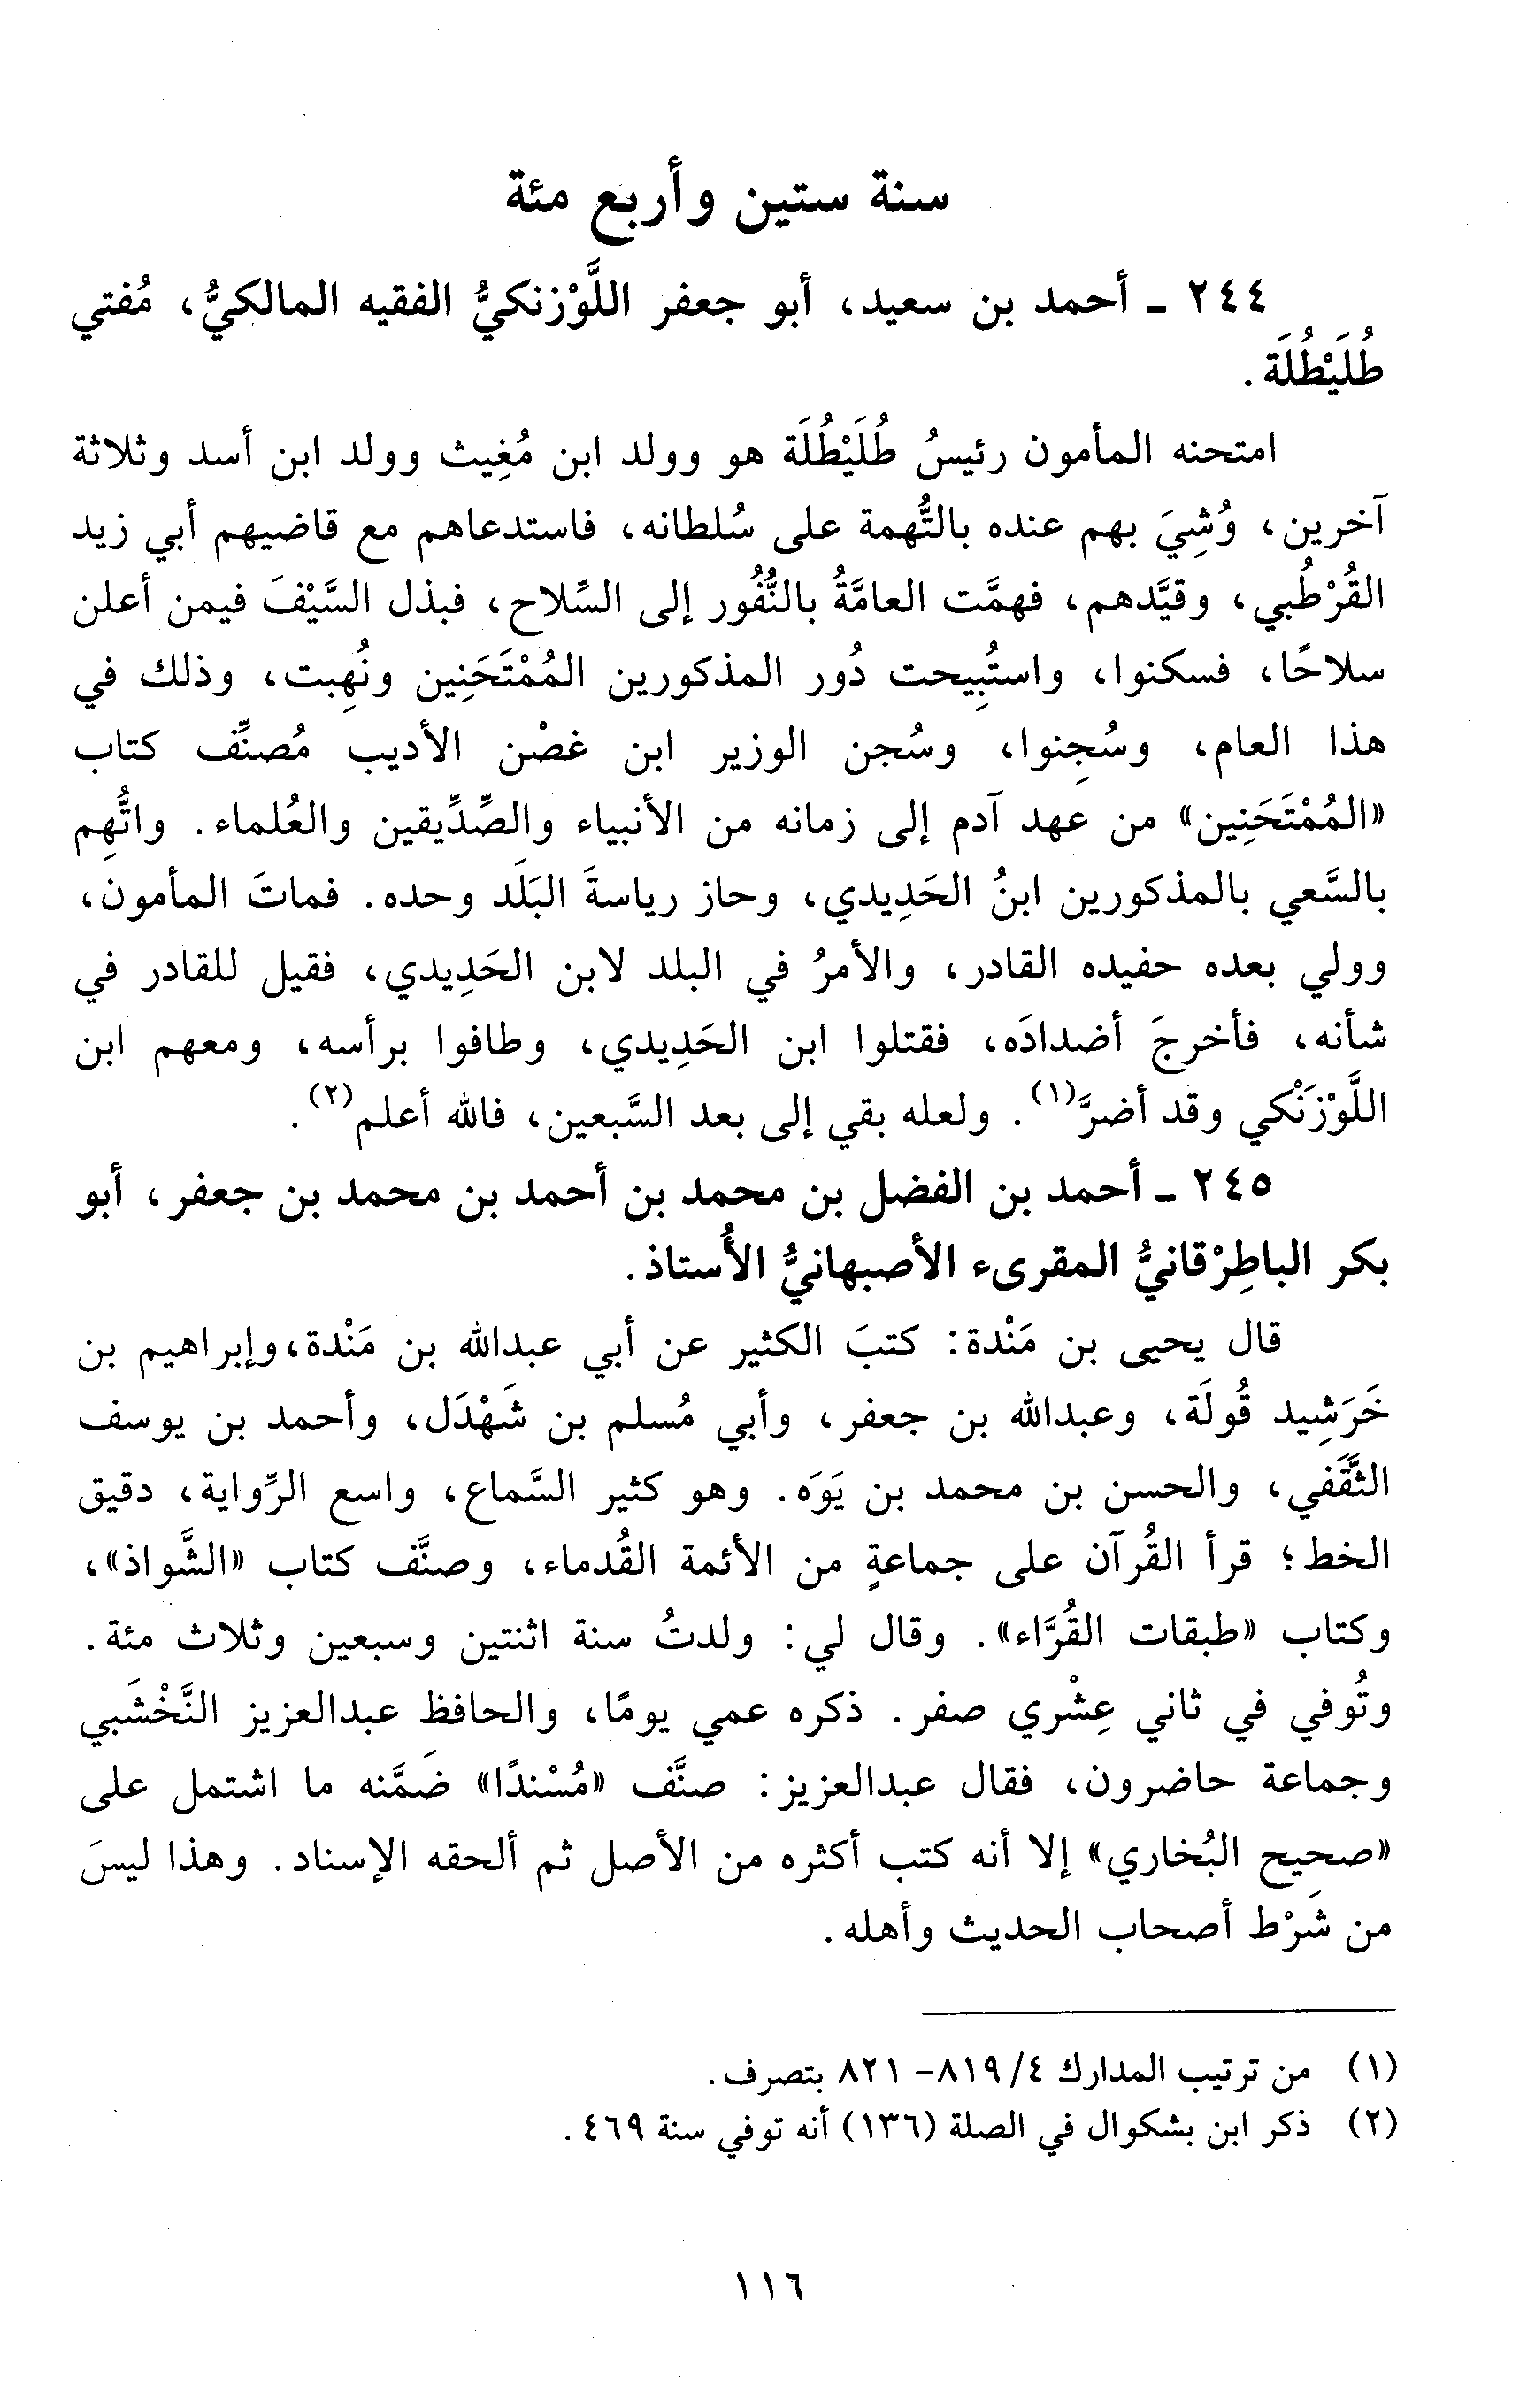 سنة ستين وأربع مئة
٢٤٤ ـ أحمد بن سعيد، أبو جعفر اللَّوْزنكيُّ الفقيه المالكيُّ، مُفتي
طُلَيْطُلَة.
امتحنه المأمون رئيسُ طُلَيْطُلَة هو وولد ابن مُغِيث وولد ابن أسد وثلاثة
آخرين، وُشِيَ بهم عنده بالتُّهمة على سُلطانه، فاستدعاهم مع قاضيهم أبي زيد
القُرْطُبي، وقيَّدهم، فهمَّت العامَّةُ بالنُّفُور إلى السِّلاح، فبذل السَّيْفَ فيمن أعلن
سلاحًا، فسكنوا، واستُبِيحت دُور المذكورين المُمْتَحَنِين ونُهِبت، وذلك في
هذا العام، وسُجِنوا، وسُجن الوزير ابن غصْن الأديب مُصنِّف كتاب
«المُمْتَحَنِين» من عهد آدم إلى زمانه من الأنبياء والصِّدِّيقين والعُلماء. واتُّهِم
بالسَّعي بالمذكورين ابنُ الحَدِيدي، وحاز رياسةَ البَلَد وحده. فماتَ المأمون،
وولي بعده حفيده القادر، والأمرُ في البلد لابن الحَدِيدي، فقيل للقادر في
شأنه، فأخرجَ أضدادَه، فقتلوا ابن الحَدِيدي، وطافوا برأسه، ومعهم ابن
اللَّوْزَنْكي وقد أضرَّ(١). ولعله بقي إلى بعد السَّبعين، فالله أعلم(٢).
٢٤٥ ـ أحمد بن الفضل بن محمد بن أحمد بن محمد بن جعفر، أبو
بكر الباطِرْقانيُّ المقرىء الأصبهانيُّ الأُستاذ.
قال يحيى بن مَنْدة: كتبَ الكثير عن أبي عبدالله بن مَنْدة، وإبراهيم بن
خَرَشِيد قُولَة، وعبدالله بن جعفر، وأبي مُسلم بن شَهْدَل، وأحمد بن يوسف
الثَّقَفي، والحسن بن محمد بن يَوَه. وهو كثير السَّماع، واسع الرِّواية، دقيق
الخط؛ قرأ القُرآن على جماعةٍ من الأئمة القُدماء، وصنَّف كتاب «الشَّواذ»،
وكتاب «طبقات القُرَّاء». وقال لي: ولدتُ سنة اثنتين وسبعين وثلاث مئة.
وتُوفي في ثاني عِشْري صفر. ذكره عمي يومًا، والحافظ عبدالعزيز النَّخْشَبي
وجماعة حاضرون، فقال عبدالعزيز: صنَّف «مُسْندًا» ضَمَّنه ما اشتمل على
«صحيح البُخاري» إلا أنه كتب أكثره من الأصل ثم ألحقه الإسناد. وهذا ليسَ
من شَرْط أصحاب الحديث وأهله.
(١) من ترتيب المدارك ٤/ ٨١٩- ٨٢١ بتصرف.
(٢) ذكر ابن بشكوال في الصلة (١٣٦) أنه توفي سنة ٤٦٩.
١١٦